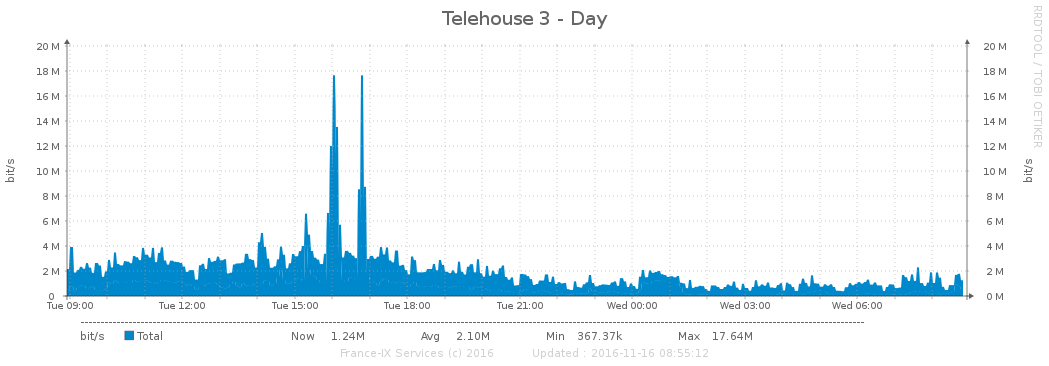 Telehouse 3 - Day
RRDTOOL / TOBI OETIKER
bit/s
bit/s
20 M 20 M
18 M 18 M
16 M 16 M
14 M 14 M
12 M 12 M
10 M 10 M
8 M 8 M
6 M 6 M
4 M 4 M
2 M 2 M
0 0 M
Tue 09:00 Tue 12:00 Tue 15:00 Tue 18:00 Tue 21:00 Wed 00:00 Wed 03:00 Wed 06:00
bit/s Total Now 1.24M Avg 2.10M Min 367.37k Max 17.64M
France-IX Services (c) 2016 Updated : 2016-11-16 08:55:12